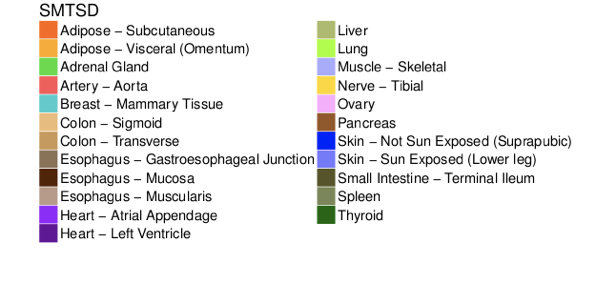 SMTSD
Adipose − Subcutaneous
Adipose − Visceral (Omentum)
Adrenal Gland
Artery − Aorta
Breast − Mammary Tissue
Colon − Sigmoid
Colon − Transverse
Esophagus − Gastroesophageal Junction
Esophagus − Mucosa
Esophagus − Muscularis
Heart − Atrial Appendage
Heart − Left Ventricle
Liver
Lung
Muscle − Skeletal
Nerve − Tibial
Ovary
Pancreas
Skin − Not Sun Exposed (Suprapubic)
Skin − Sun Exposed (Lower leg)
Small Intestine − Terminal Ileum
Spleen
Thyroid